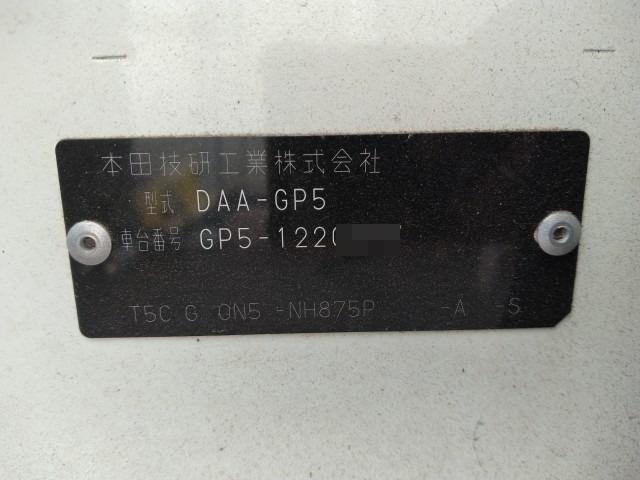 本田技研工業株式会社
型式 DAA-GP5
車台番号 GP5-1220
T5C G 0N5 -NH875P -A -S